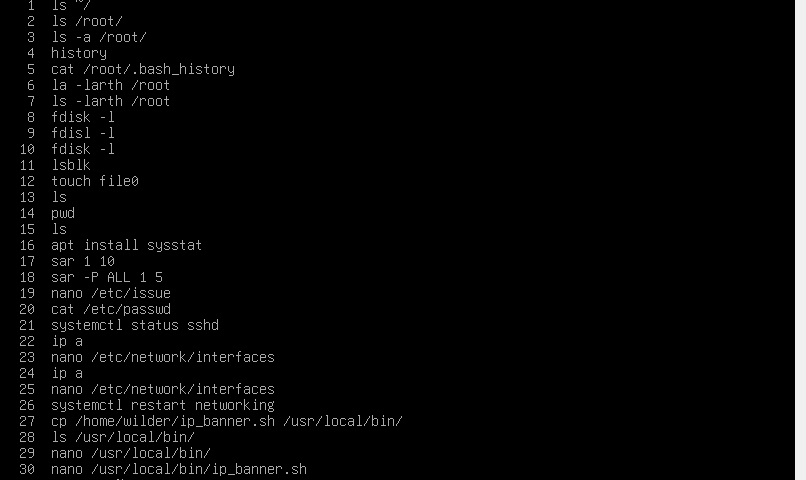 1 ls ~/
2 ls /root/
3 ls -a /root/
4 history
5 cat /root/.bash_history
6 la -larth /root
7 ls -larth /root
8 fdisk -l
9 fdisl -l
10 fdisk -l
11 lsblk
12 touch file0
13 ls
14 pwd
15 ls
16 apt install sysstat
17 sar 1 10
18 sar -P ALL 1 5
19 nano /etc/issue
20 cat /etc/passwd
21 systemctl status sshd
22 ip a
23 nano /etc/network/interfaces
24 ip a
25 nano /etc/network/interfaces
26 systemctl restart networking
27 cp /home/wilder/ip_banner.sh /usr/local/bin/
28 ls /usr/local/bin/
29 nano /usr/local/bin/
30 nano /usr/local/bin/ip_banner.sh